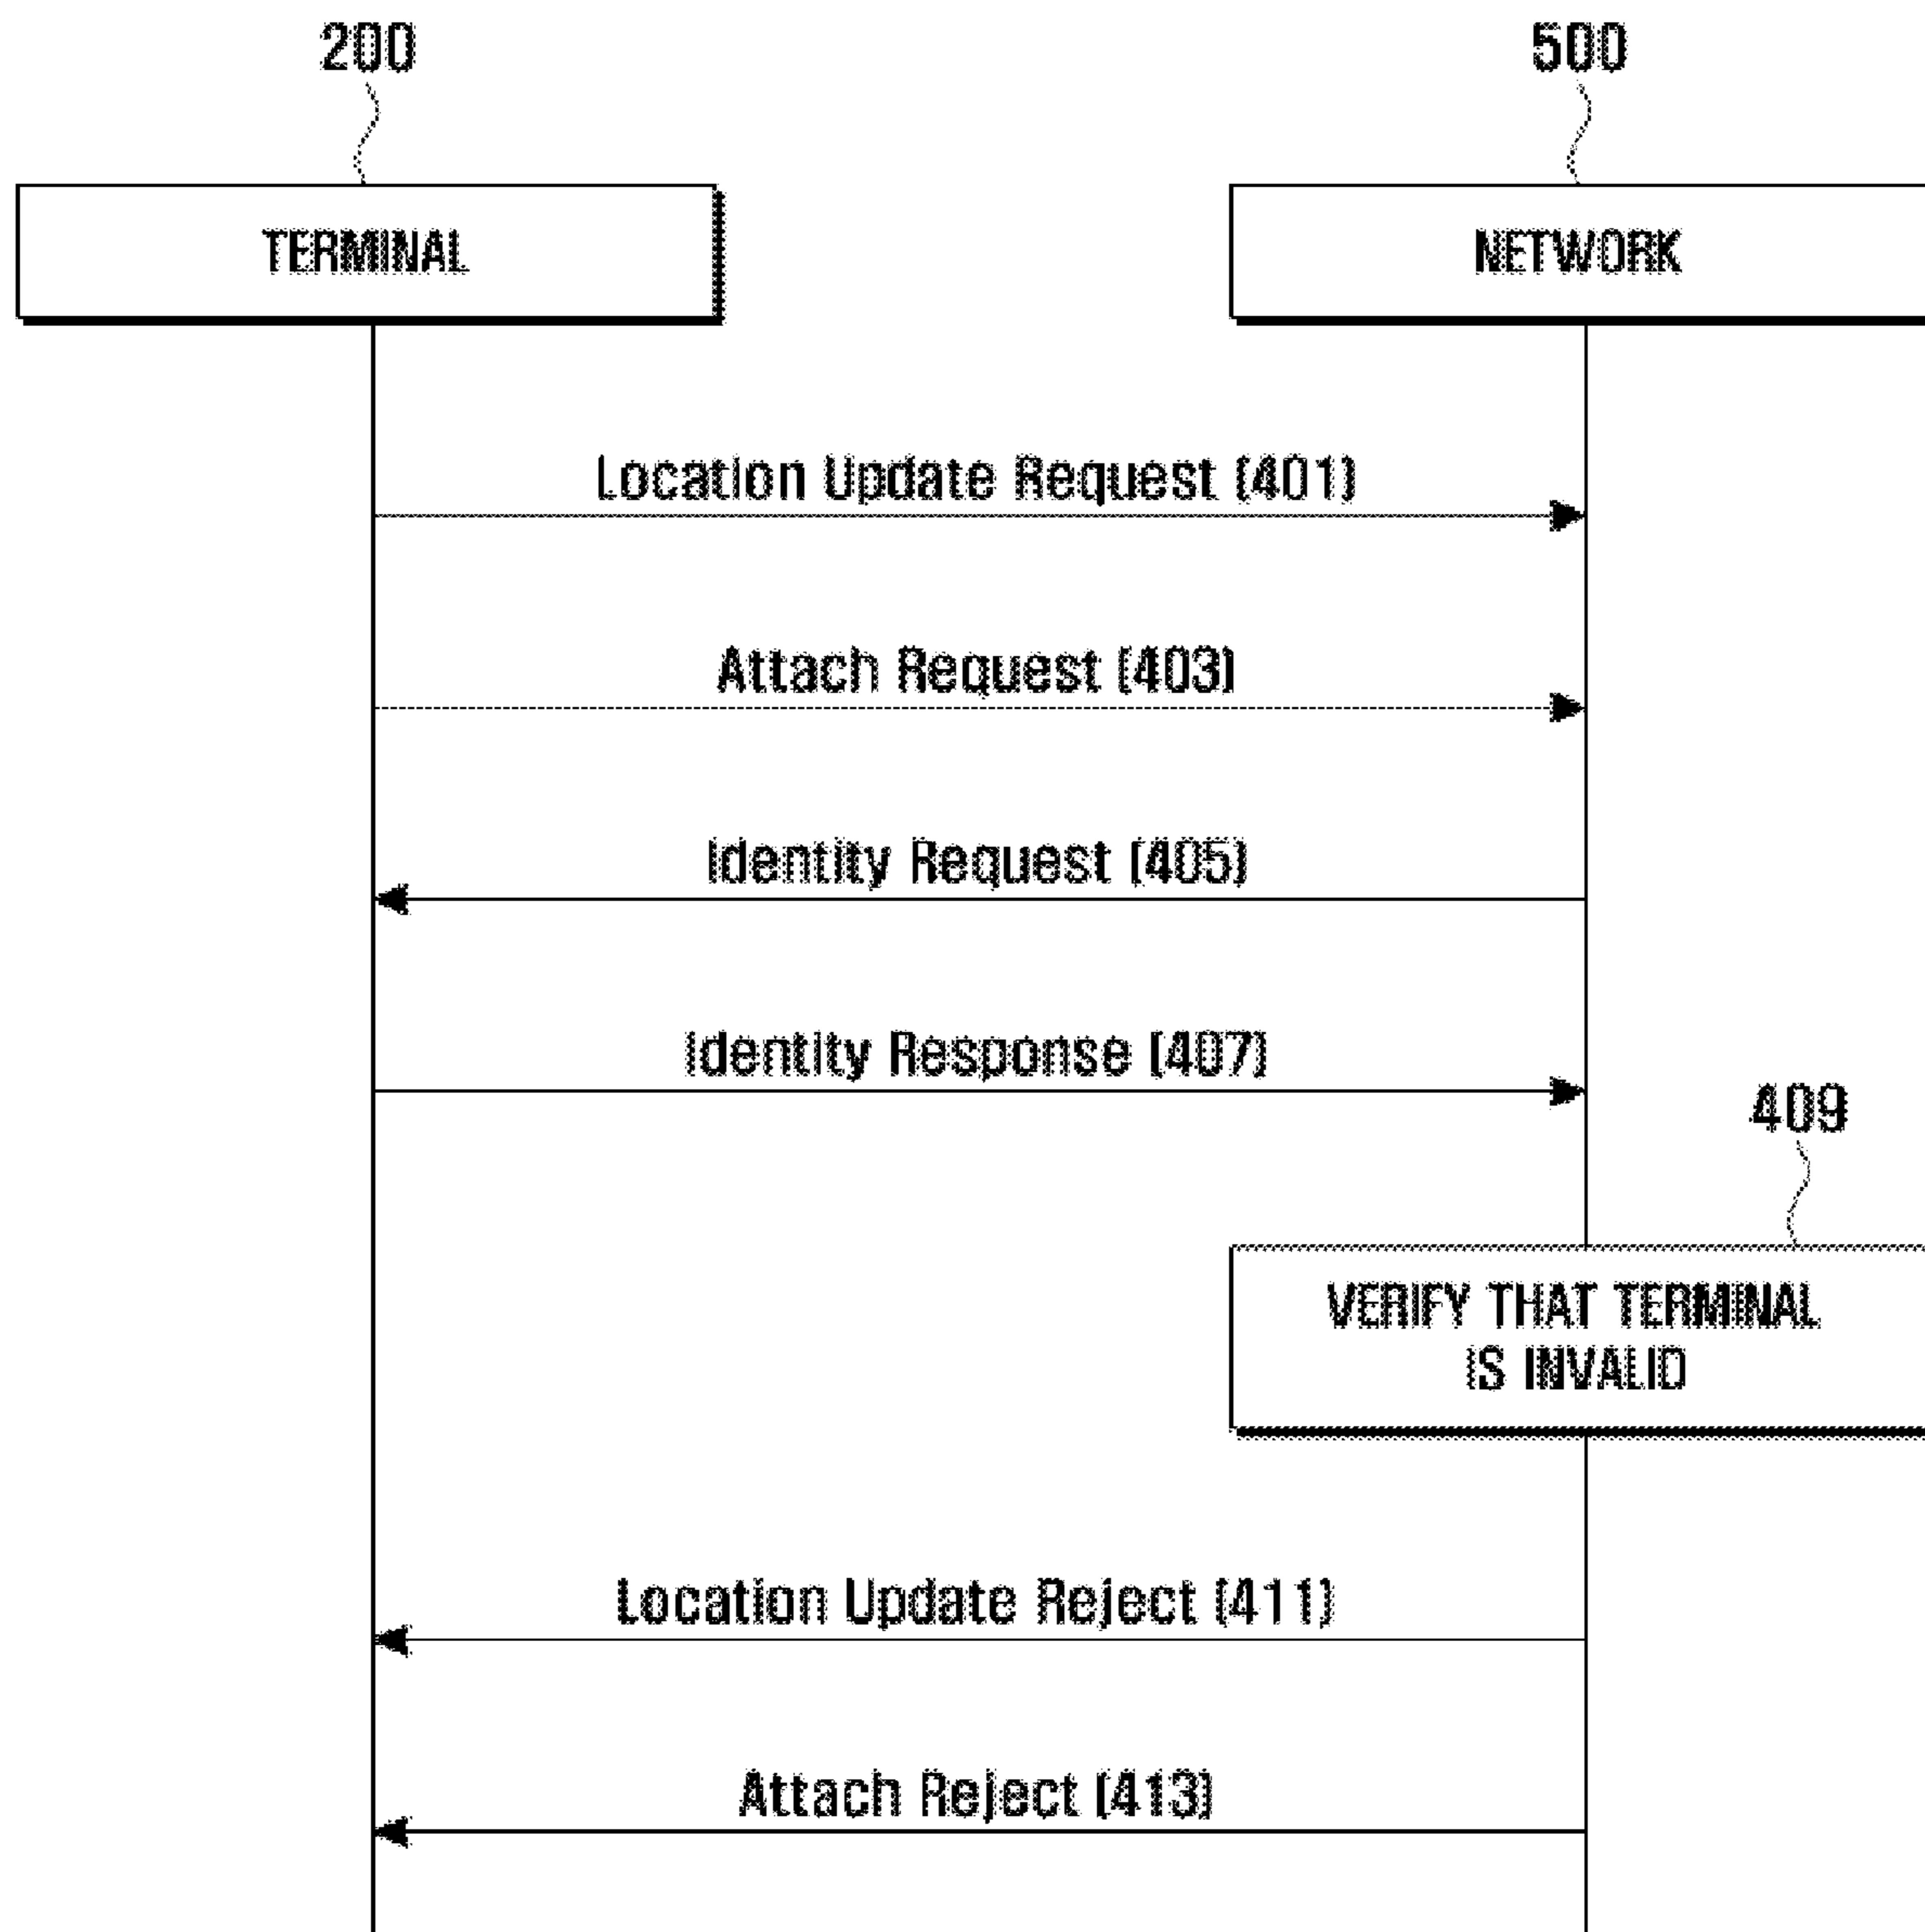 200
500
TERMINAL
NETWORK
Location Update Request (401)
Attach Request (403)
Identity Request (405)
Identity Response (407)
409
VERIFY THAT TERMINAL
IS INVALID
Location Update Reject (411)
Attach Reject (413)